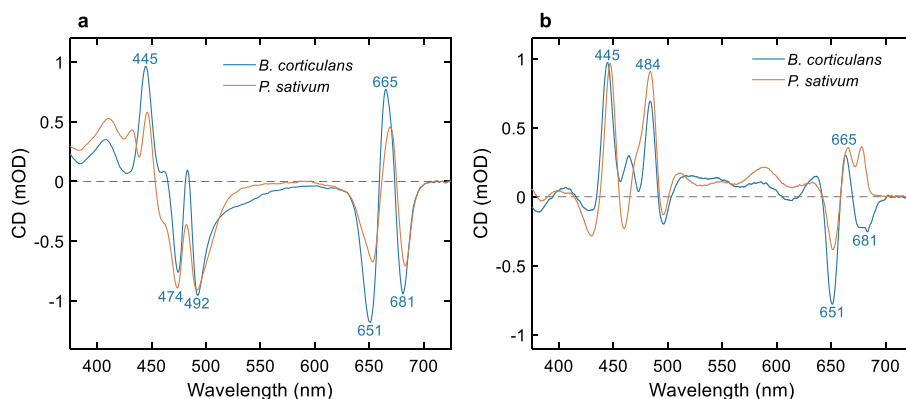 a
CD (mOD)
1
0.5
0
-0.5
-1
445
665
474
492
651
681
B. corticulans
P. sativum
400 450 500 550 600 650 700
Wavelength (nm)
b
CD (mOD)
1
0.5
0
-0.5
-1
445
484
665
681
651
B. corticulans
P. sativum
400 450 500 550 600 650 700
Wavelength (nm)